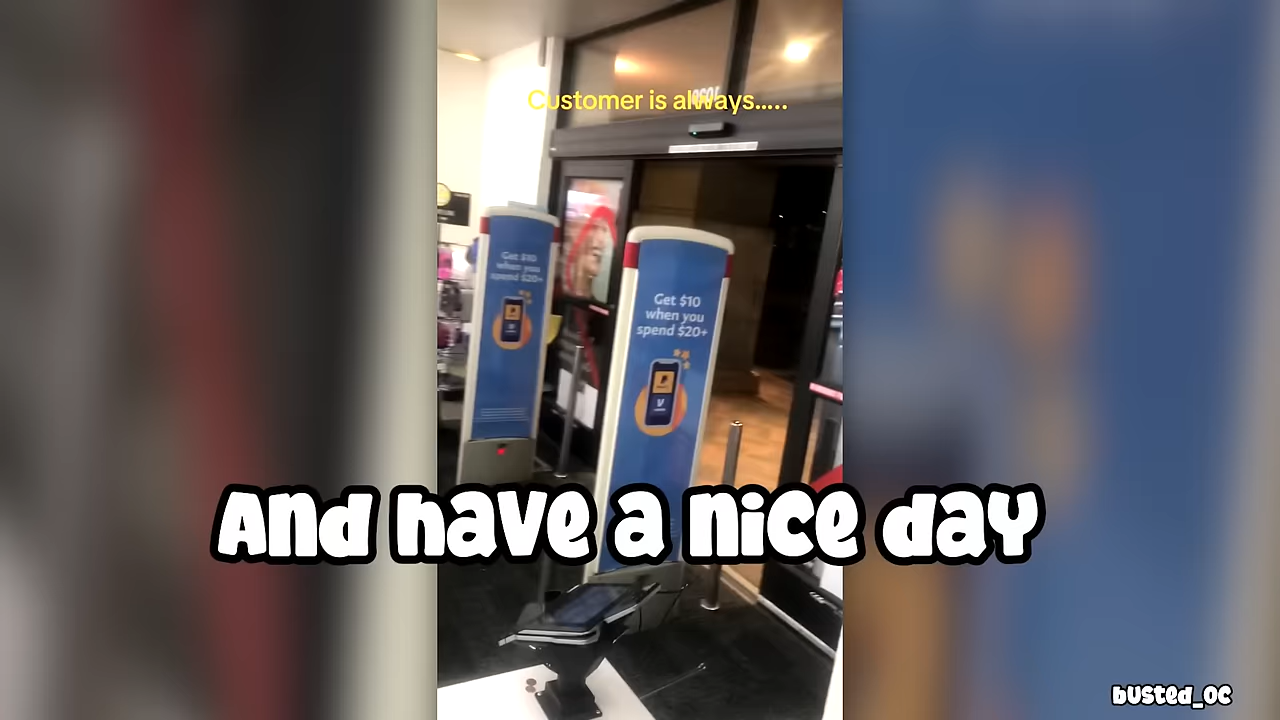 Customer is always.....
Get $10
when you
spend $20+
Get $10
when you
spend $20+
And have a nice day
busted_oc